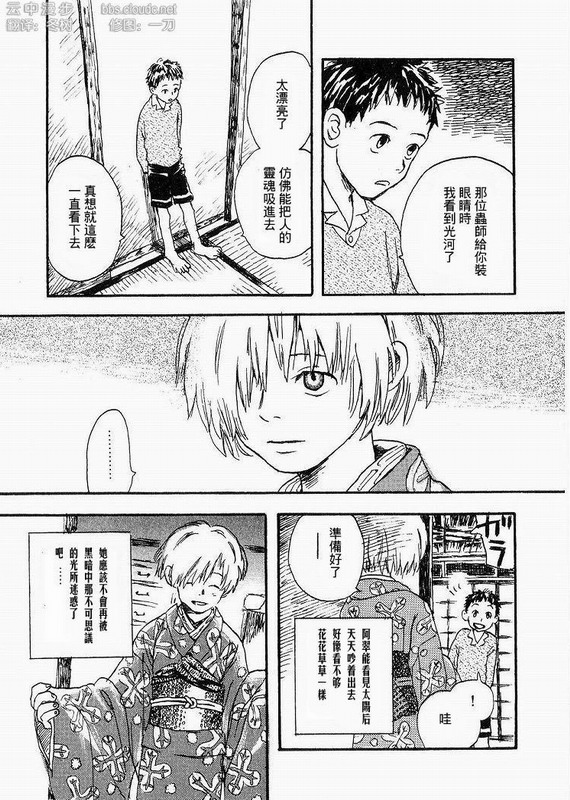 云中漫步 bbs.cloudc.net
翻译:冬树 修图:一刀
那位蟲師給你裝
眼睛時
我看到光河了
太漂亮了
仿佛能把人的
靈魂吸進去
真想就這麼
一直看下去
………
ガラ
準備好了
——
!
哇
阿翠能看見太陽后
天天吵着出去
好像看不够
花花草草一樣
她應該不會再被
黑暗中那不可思議
的光所迷惑了
吧……